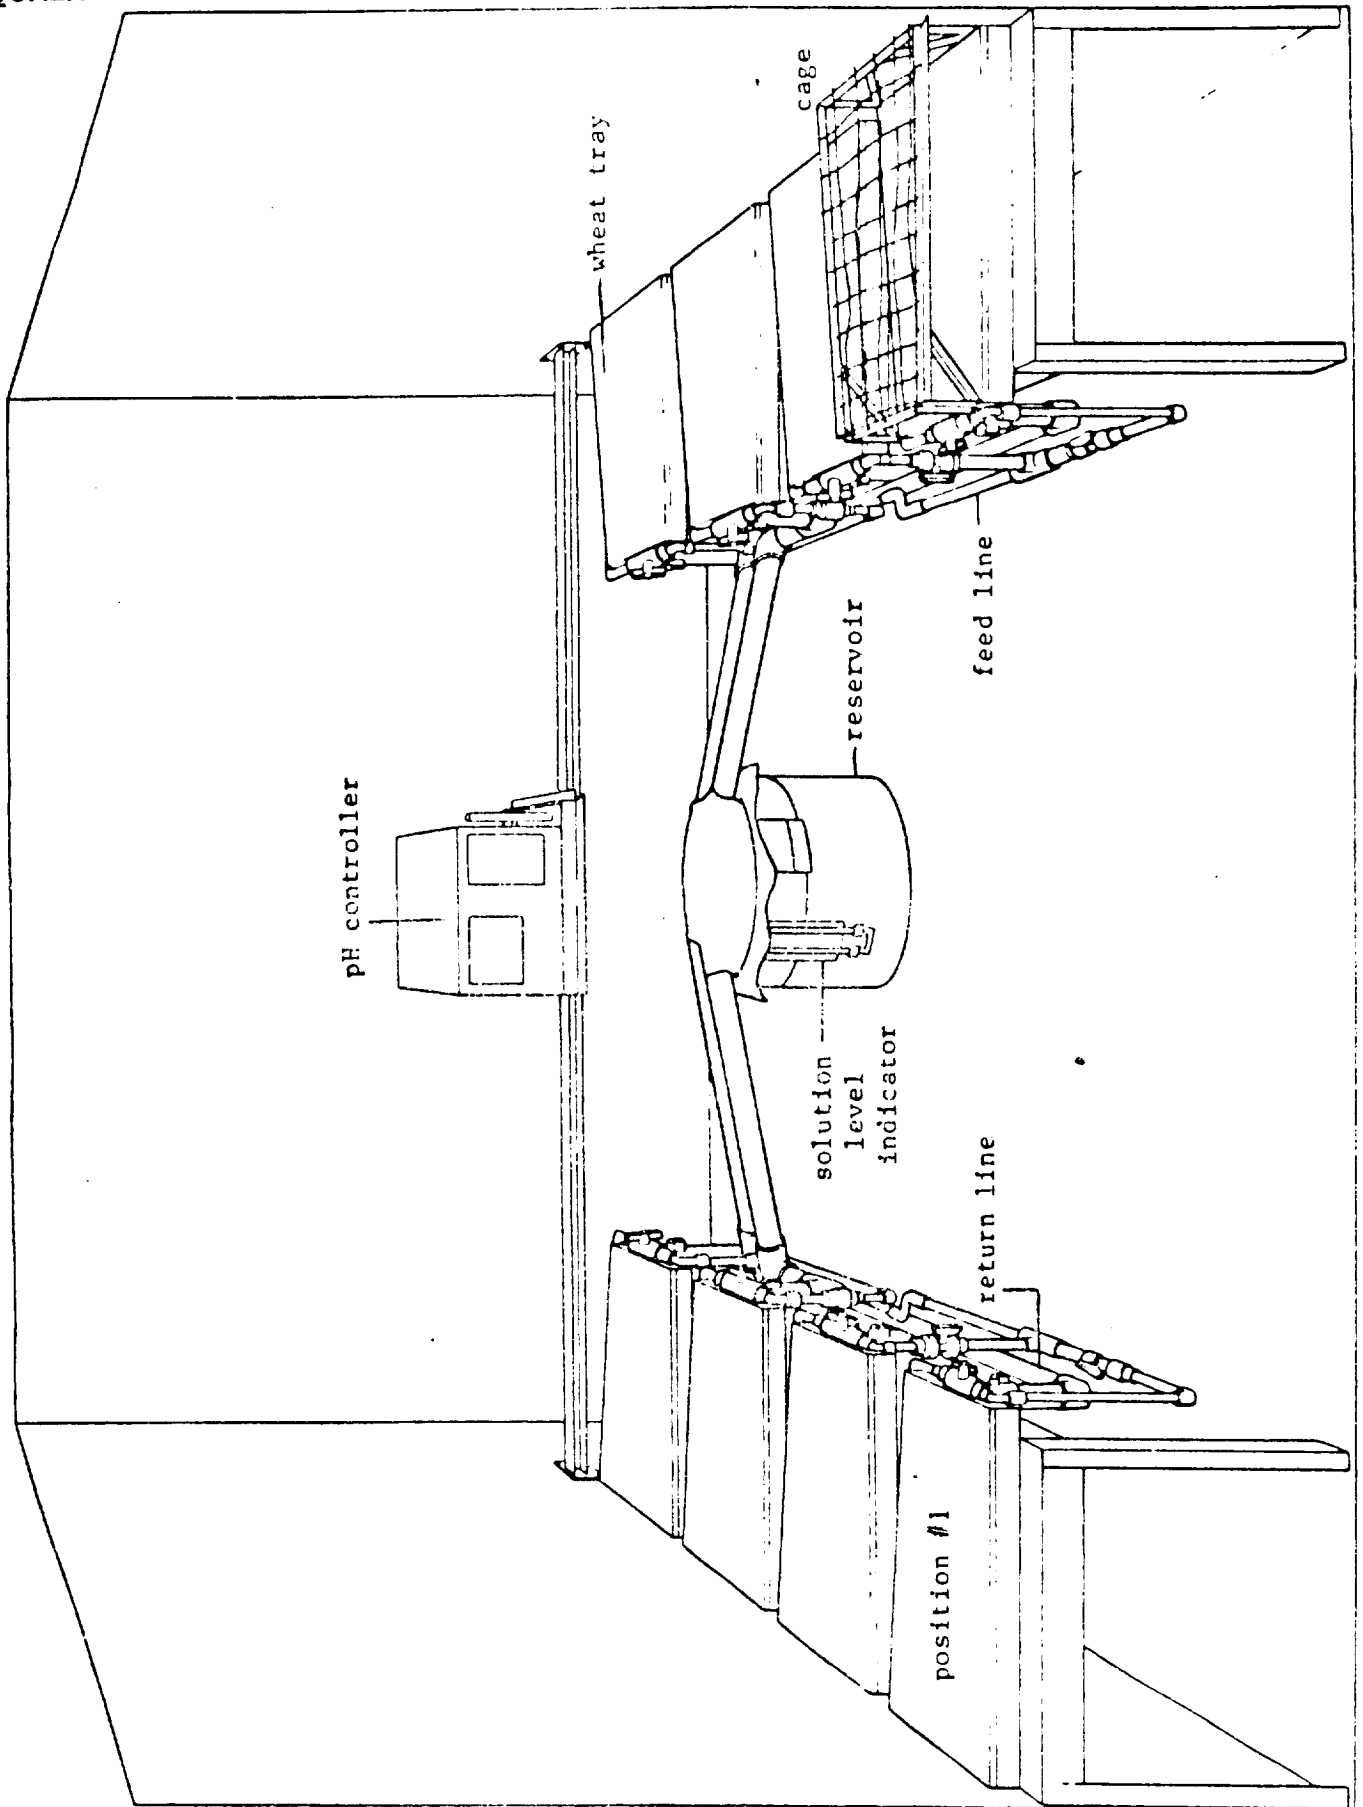 pH controller
wheat tray
cage
solution
level
indicator
reservoir
return line
feed line
position #1